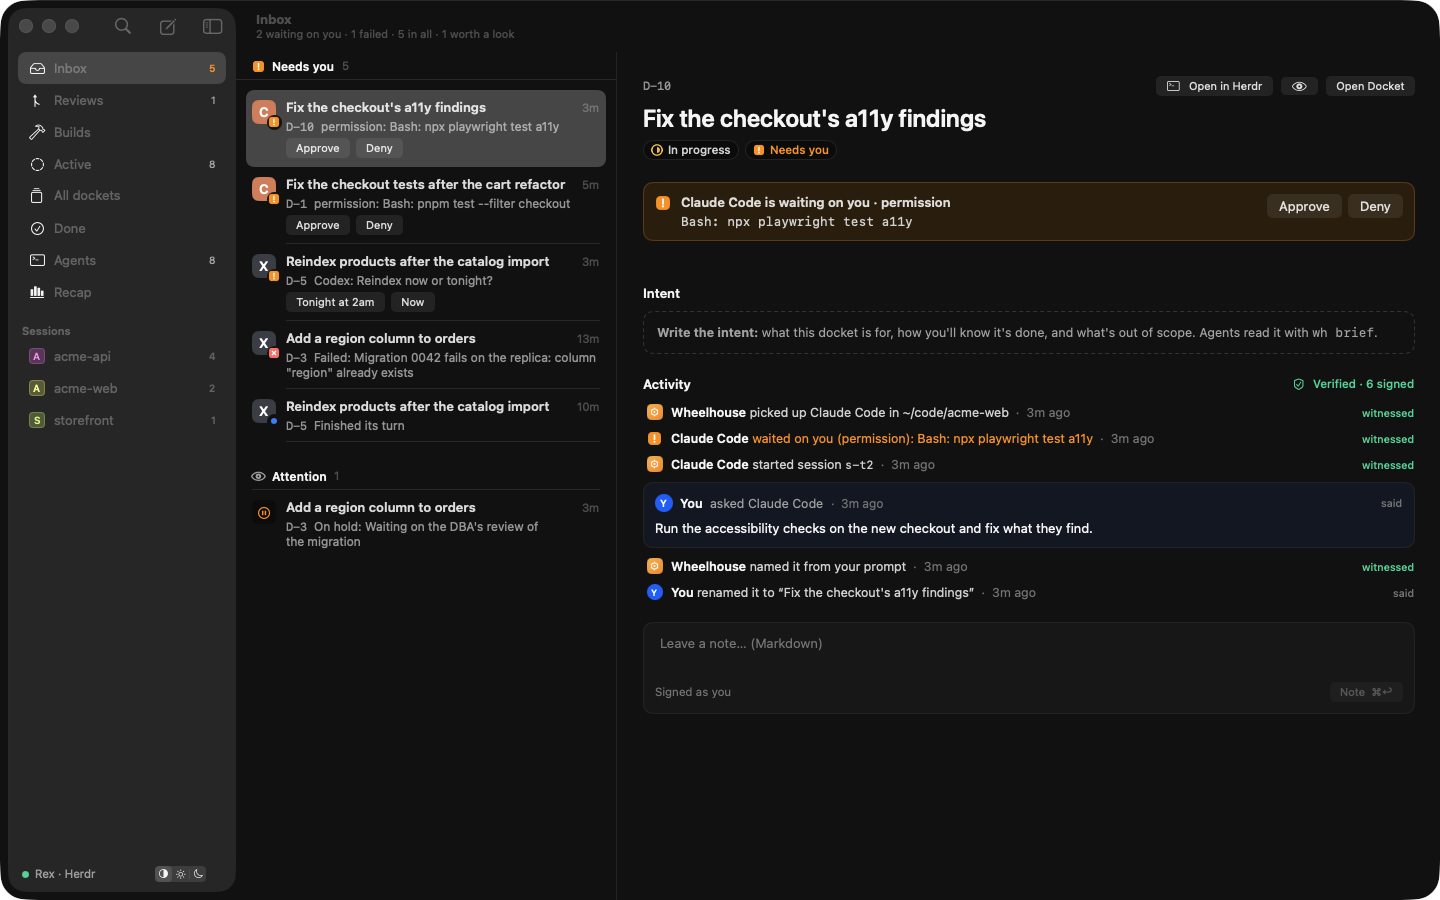 Inbox
2 waiting on you · 1 failed · 5 in all · 1 worth a look
Inbox 5
Reviews 1
Builds
Active 8
All dockets
Done
Agents 8
Recap
Sessions
A acme-api 4
A acme-web 2
S storefront 1
Rex · Herdr
Needs you 5
C Fix the checkout's a11y findings 3m
D-10 permission: Bash: npx playwright test a11y
Approve Deny
C Fix the checkout tests after the cart refactor 5m
D-1 permission: Bash: pnpm test --filter checkout
Approve Deny
X Reindex products after the catalog import 3m
D-5 Codex: Reindex now or tonight?
Tonight at 2am Now
X Add a region column to orders 13m
D-3 Failed: Migration 0042 fails on the replica: column
"region" already exists
X Reindex products after the catalog import 10m
D-5 Finished its turn
Attention 1
Add a region column to orders 3m
D-3 On hold: Waiting on the DBA's review of
the migration
D-10
Open in Herdr Open Docket
Fix the checkout's a11y findings
In progress Needs you
Claude Code is waiting on you · permission
Bash: npx playwright test a11y
Approve Deny
Intent
Write the intent: what this docket is for, how you'll know it's done, and what's out of scope. Agents read it with wh brief.
Activity Verified · 6 signed
Wheelhouse picked up Claude Code in ~/code/acme-web · 3m ago witnessed
Claude Code waited on you (permission): Bash: npx playwright test a11y · 3m ago witnessed
Claude Code started session s-t2 · 3m ago witnessed
Y You asked Claude Code · 3m ago said
Run the accessibility checks on the new checkout and fix what they find.
Wheelhouse named it from your prompt · 3m ago witnessed
Y You renamed it to “Fix the checkout's a11y findings” · 3m ago said
Leave a note... (Markdown)
Signed as you Note ⌘↩